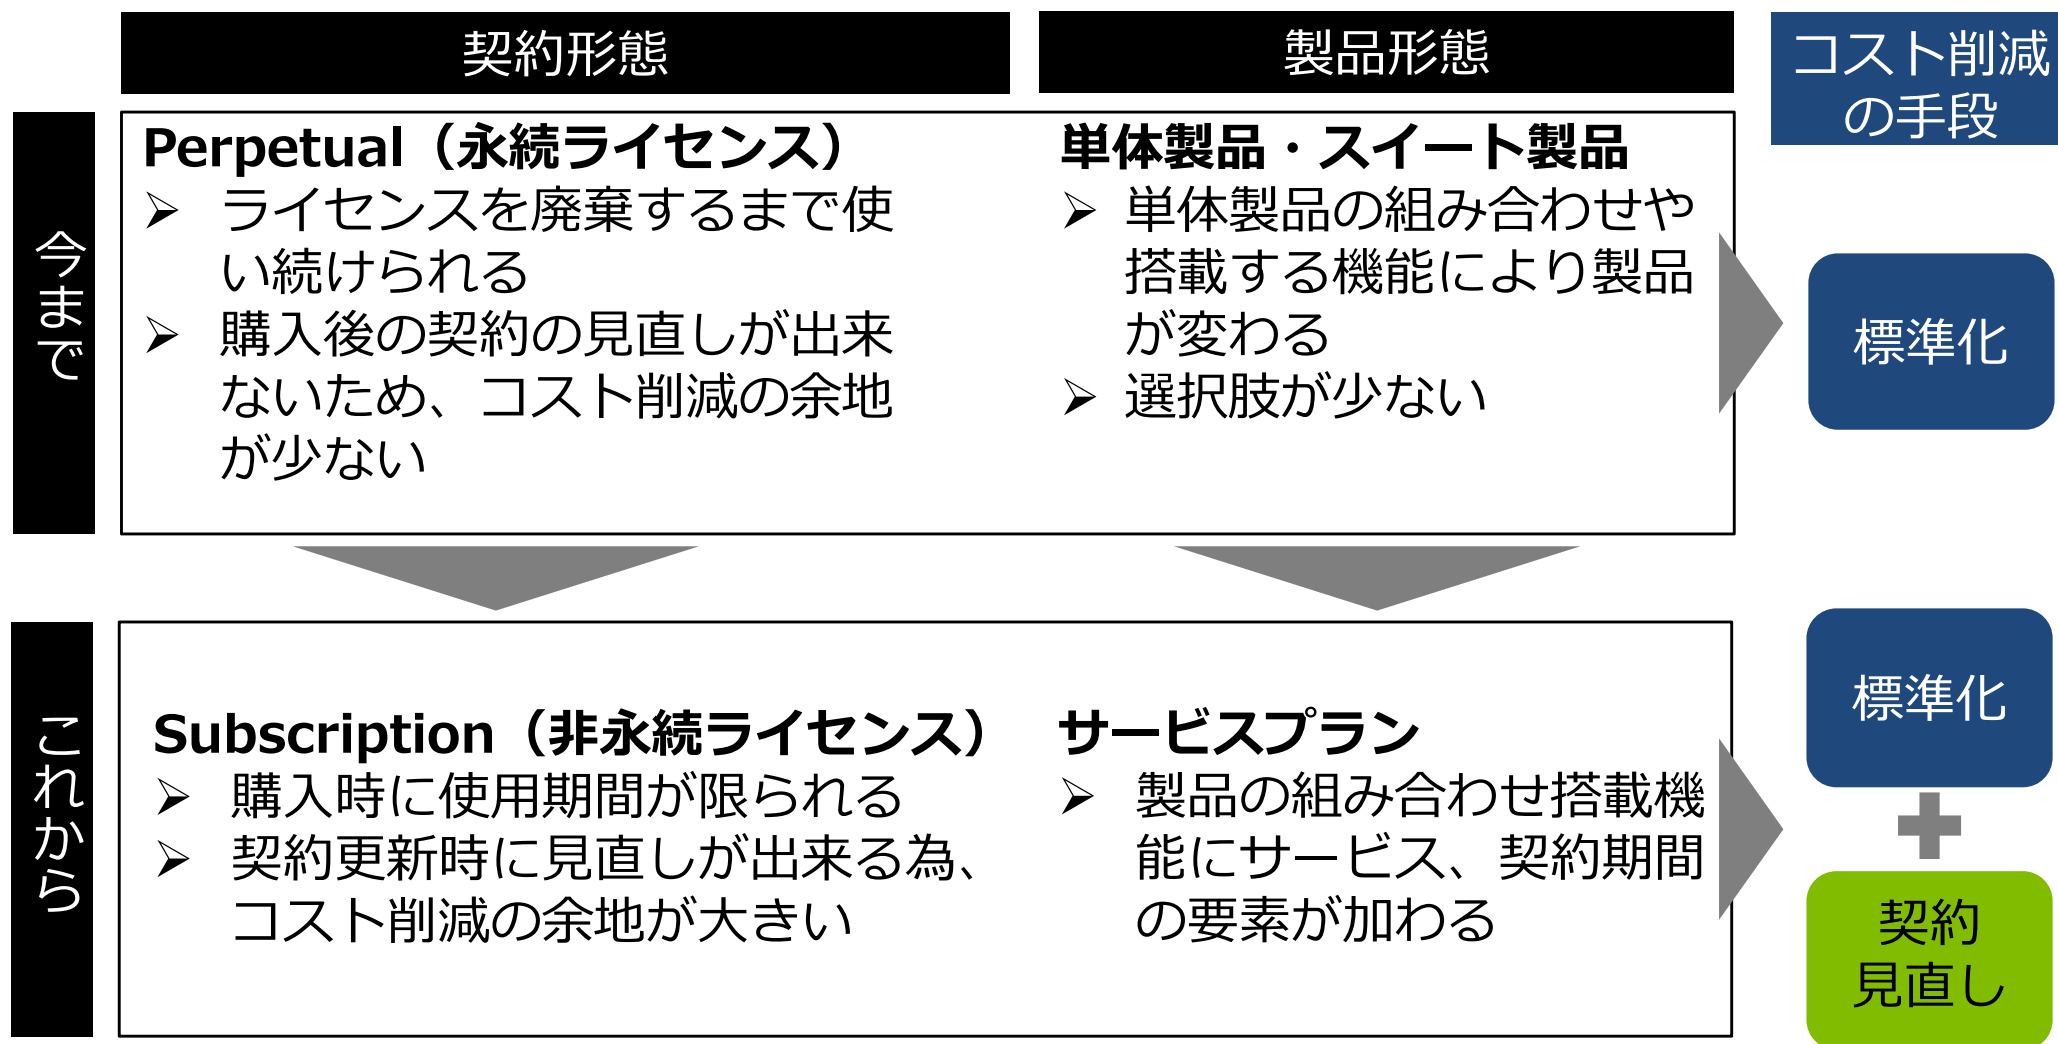 契約形態
製品形態
コスト削減
の手段
今まで
Perpetual（永続ライセンス）
➢ ライセンスを廃棄するまで使
い続けられる
➢ 購入後の契約の見直しが出来
ないため、コスト削減の余地
が少ない
単体製品・スイート製品
➢ 単体製品の組み合わせや
搭載する機能により製品
が変わる
➢ 選択肢が少ない
標準化
これから
Subscription（非永続ライセンス）
➢ 購入時に使用期間が限られる
➢ 契約更新時に見直しが出来る為、
コスト削減の余地が大きい
サービスプラン
➢ 製品の組み合わせ搭載機
能にサービス、契約期間
の要素が加わる
標準化
契約
見直し